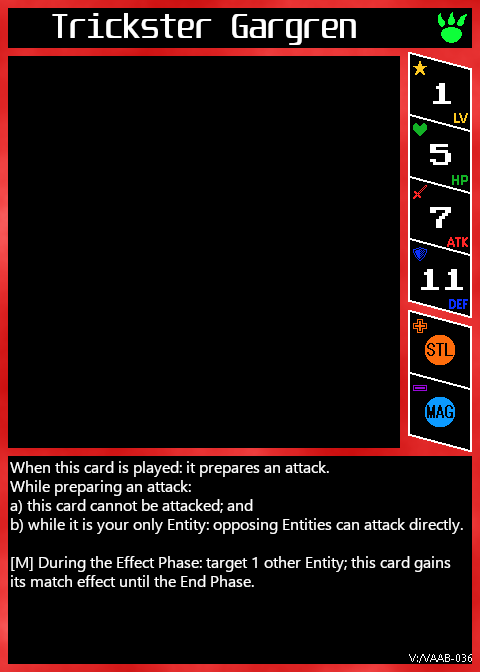 Trickster Gargren
1
LV
5
HP
7
ATK
11
DEF
STL
MAG
When this card is played: it prepares an attack.
While preparing an attack:
a) this card cannot be attacked; and
b) while it is your only Entity: opposing Entities can attack directly.
[M] During the Effect Phase: target 1 other Entity; this card gains
its match effect until the End Phase.
V:/VAAB-036